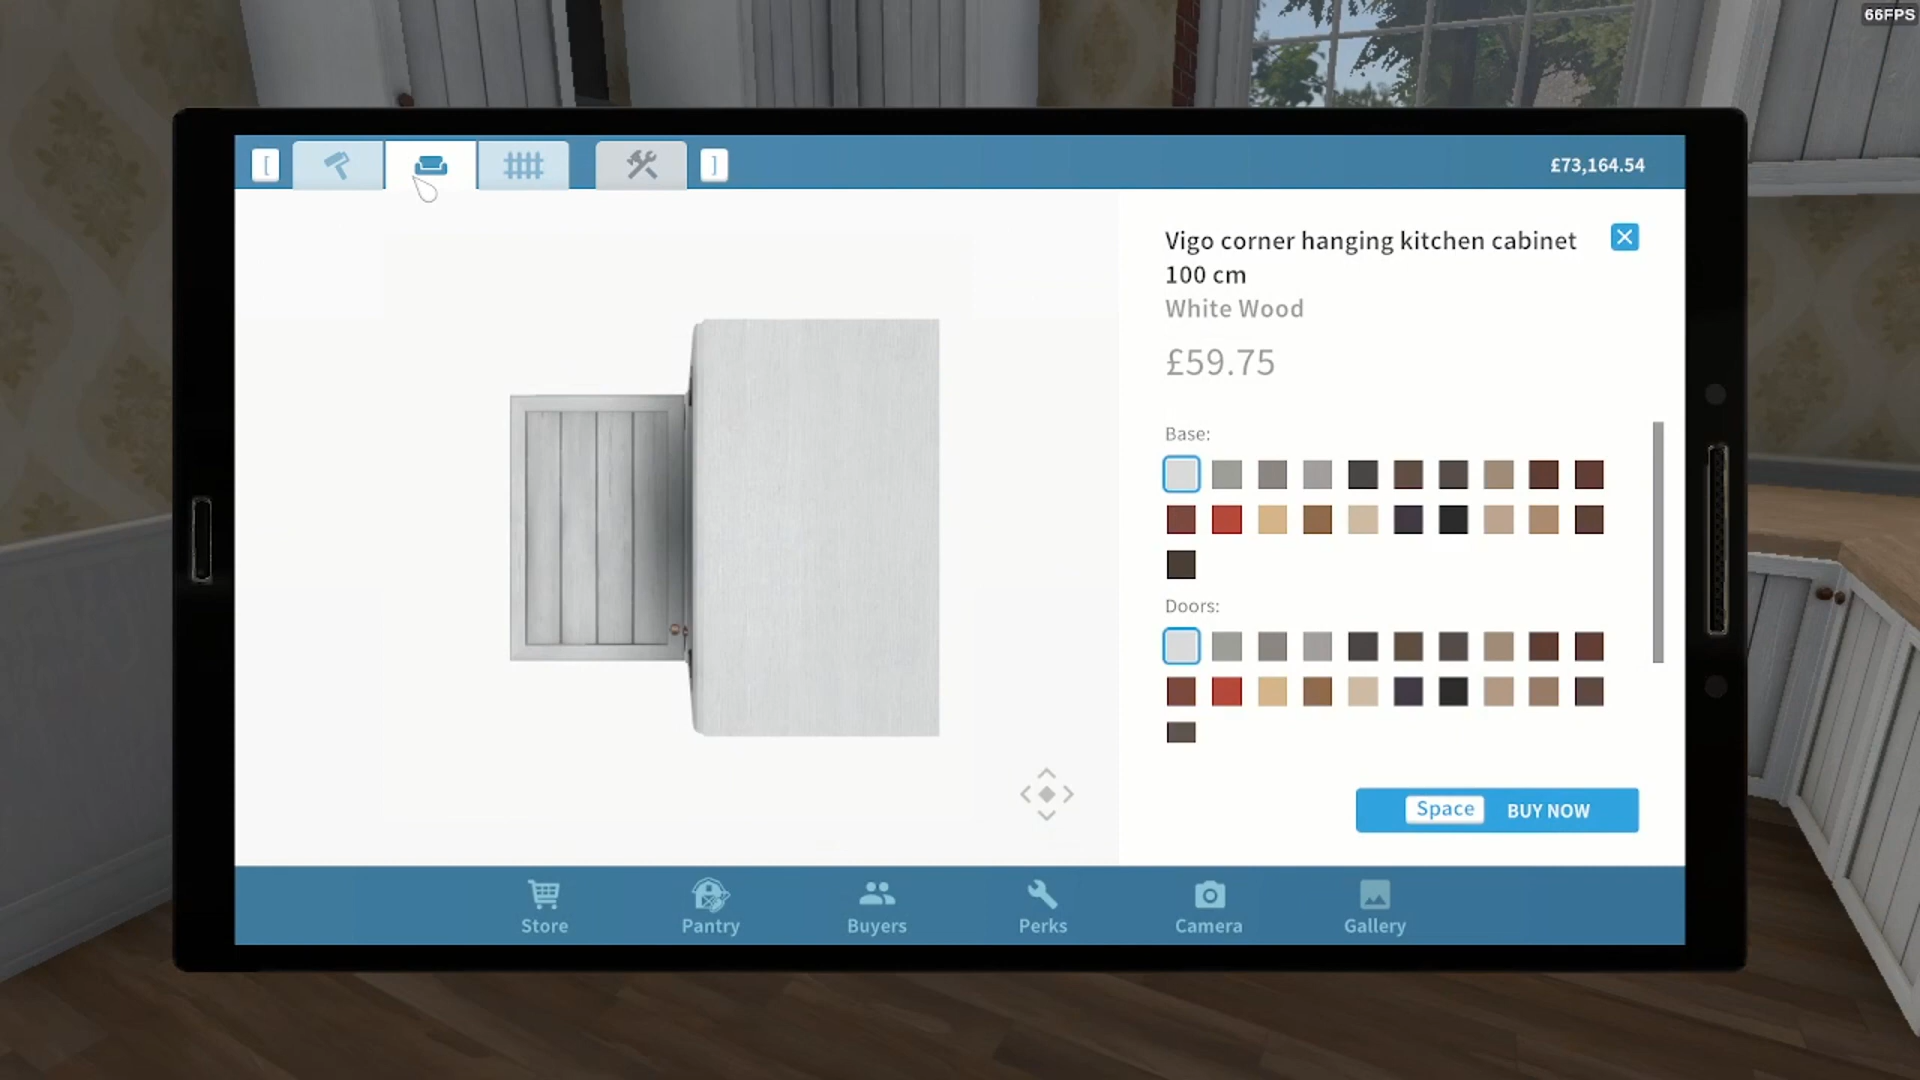 66FPS
[
]
£73,164.54
Vigo corner hanging kitchen cabinet
100 cm
White Wood
£59.75
Base:
Doors:
Space BUY NOW
Store
Pantry
Buyers
Perks
Camera
Gallery